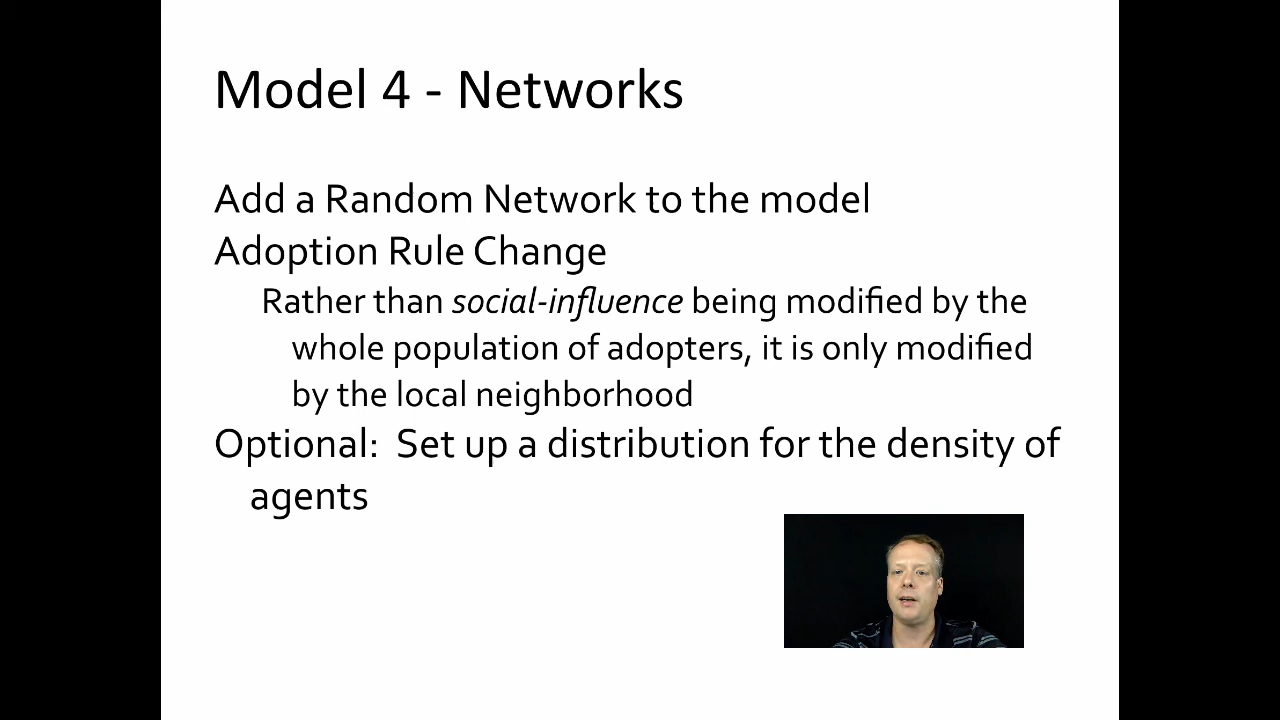 Model 4 - Networks
Add a Random Network to the model
Adoption Rule Change
Rather than social-influence being modified by the
whole population of adopters, it is only modified
by the local neighborhood
Optional:  Set up a distribution for the density of
agents